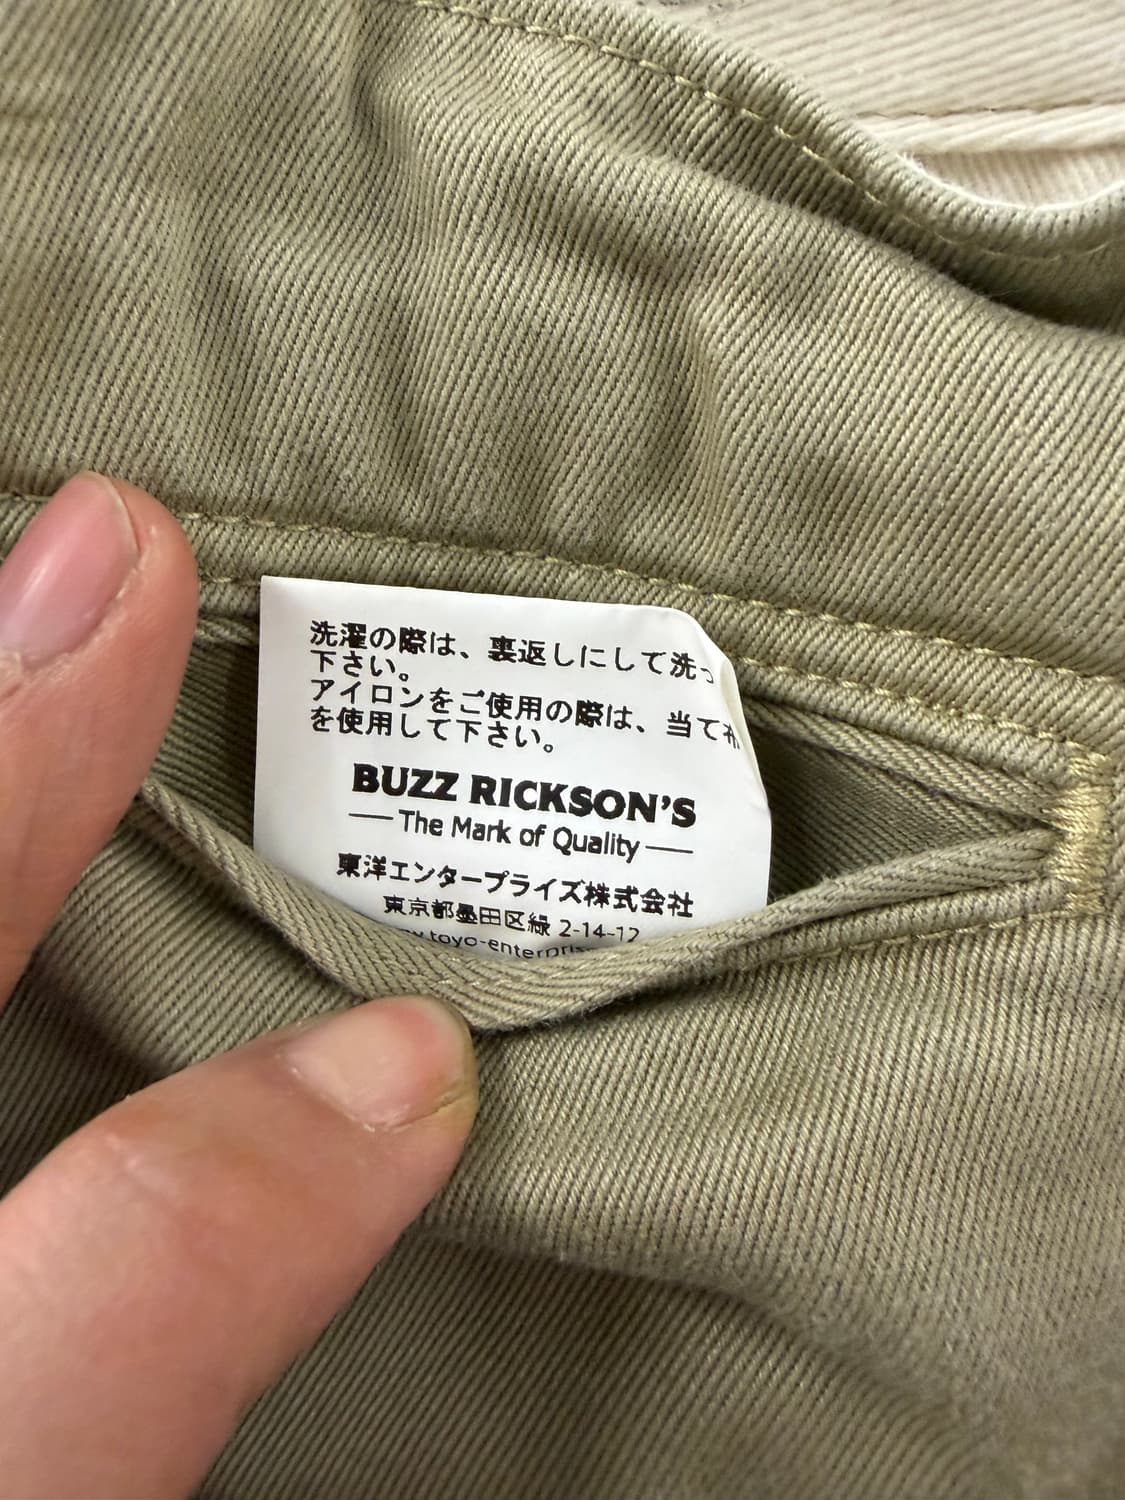 洗濯の際は、裏返しにして洗っ
下さい。
アイロンをご使用の際は、当て布
を使用して下さい。
BUZZ RICKSON'S
The Mark of Quality
東洋エンタープライズ株式会社
東京都墨田区緑 2-14-12
toyo-enterpris